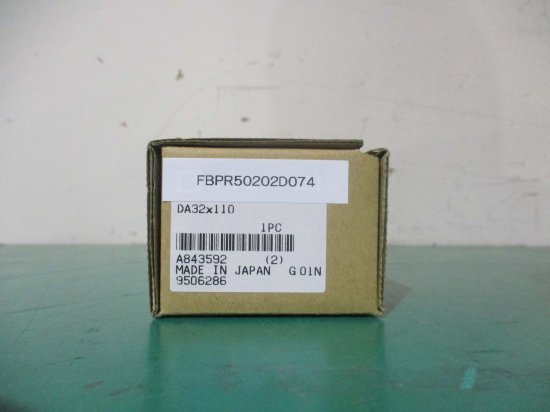 FBPR50202D074
DA32x110
1PC
A843592 (2)
MADE IN JAPAN G01N
9506286